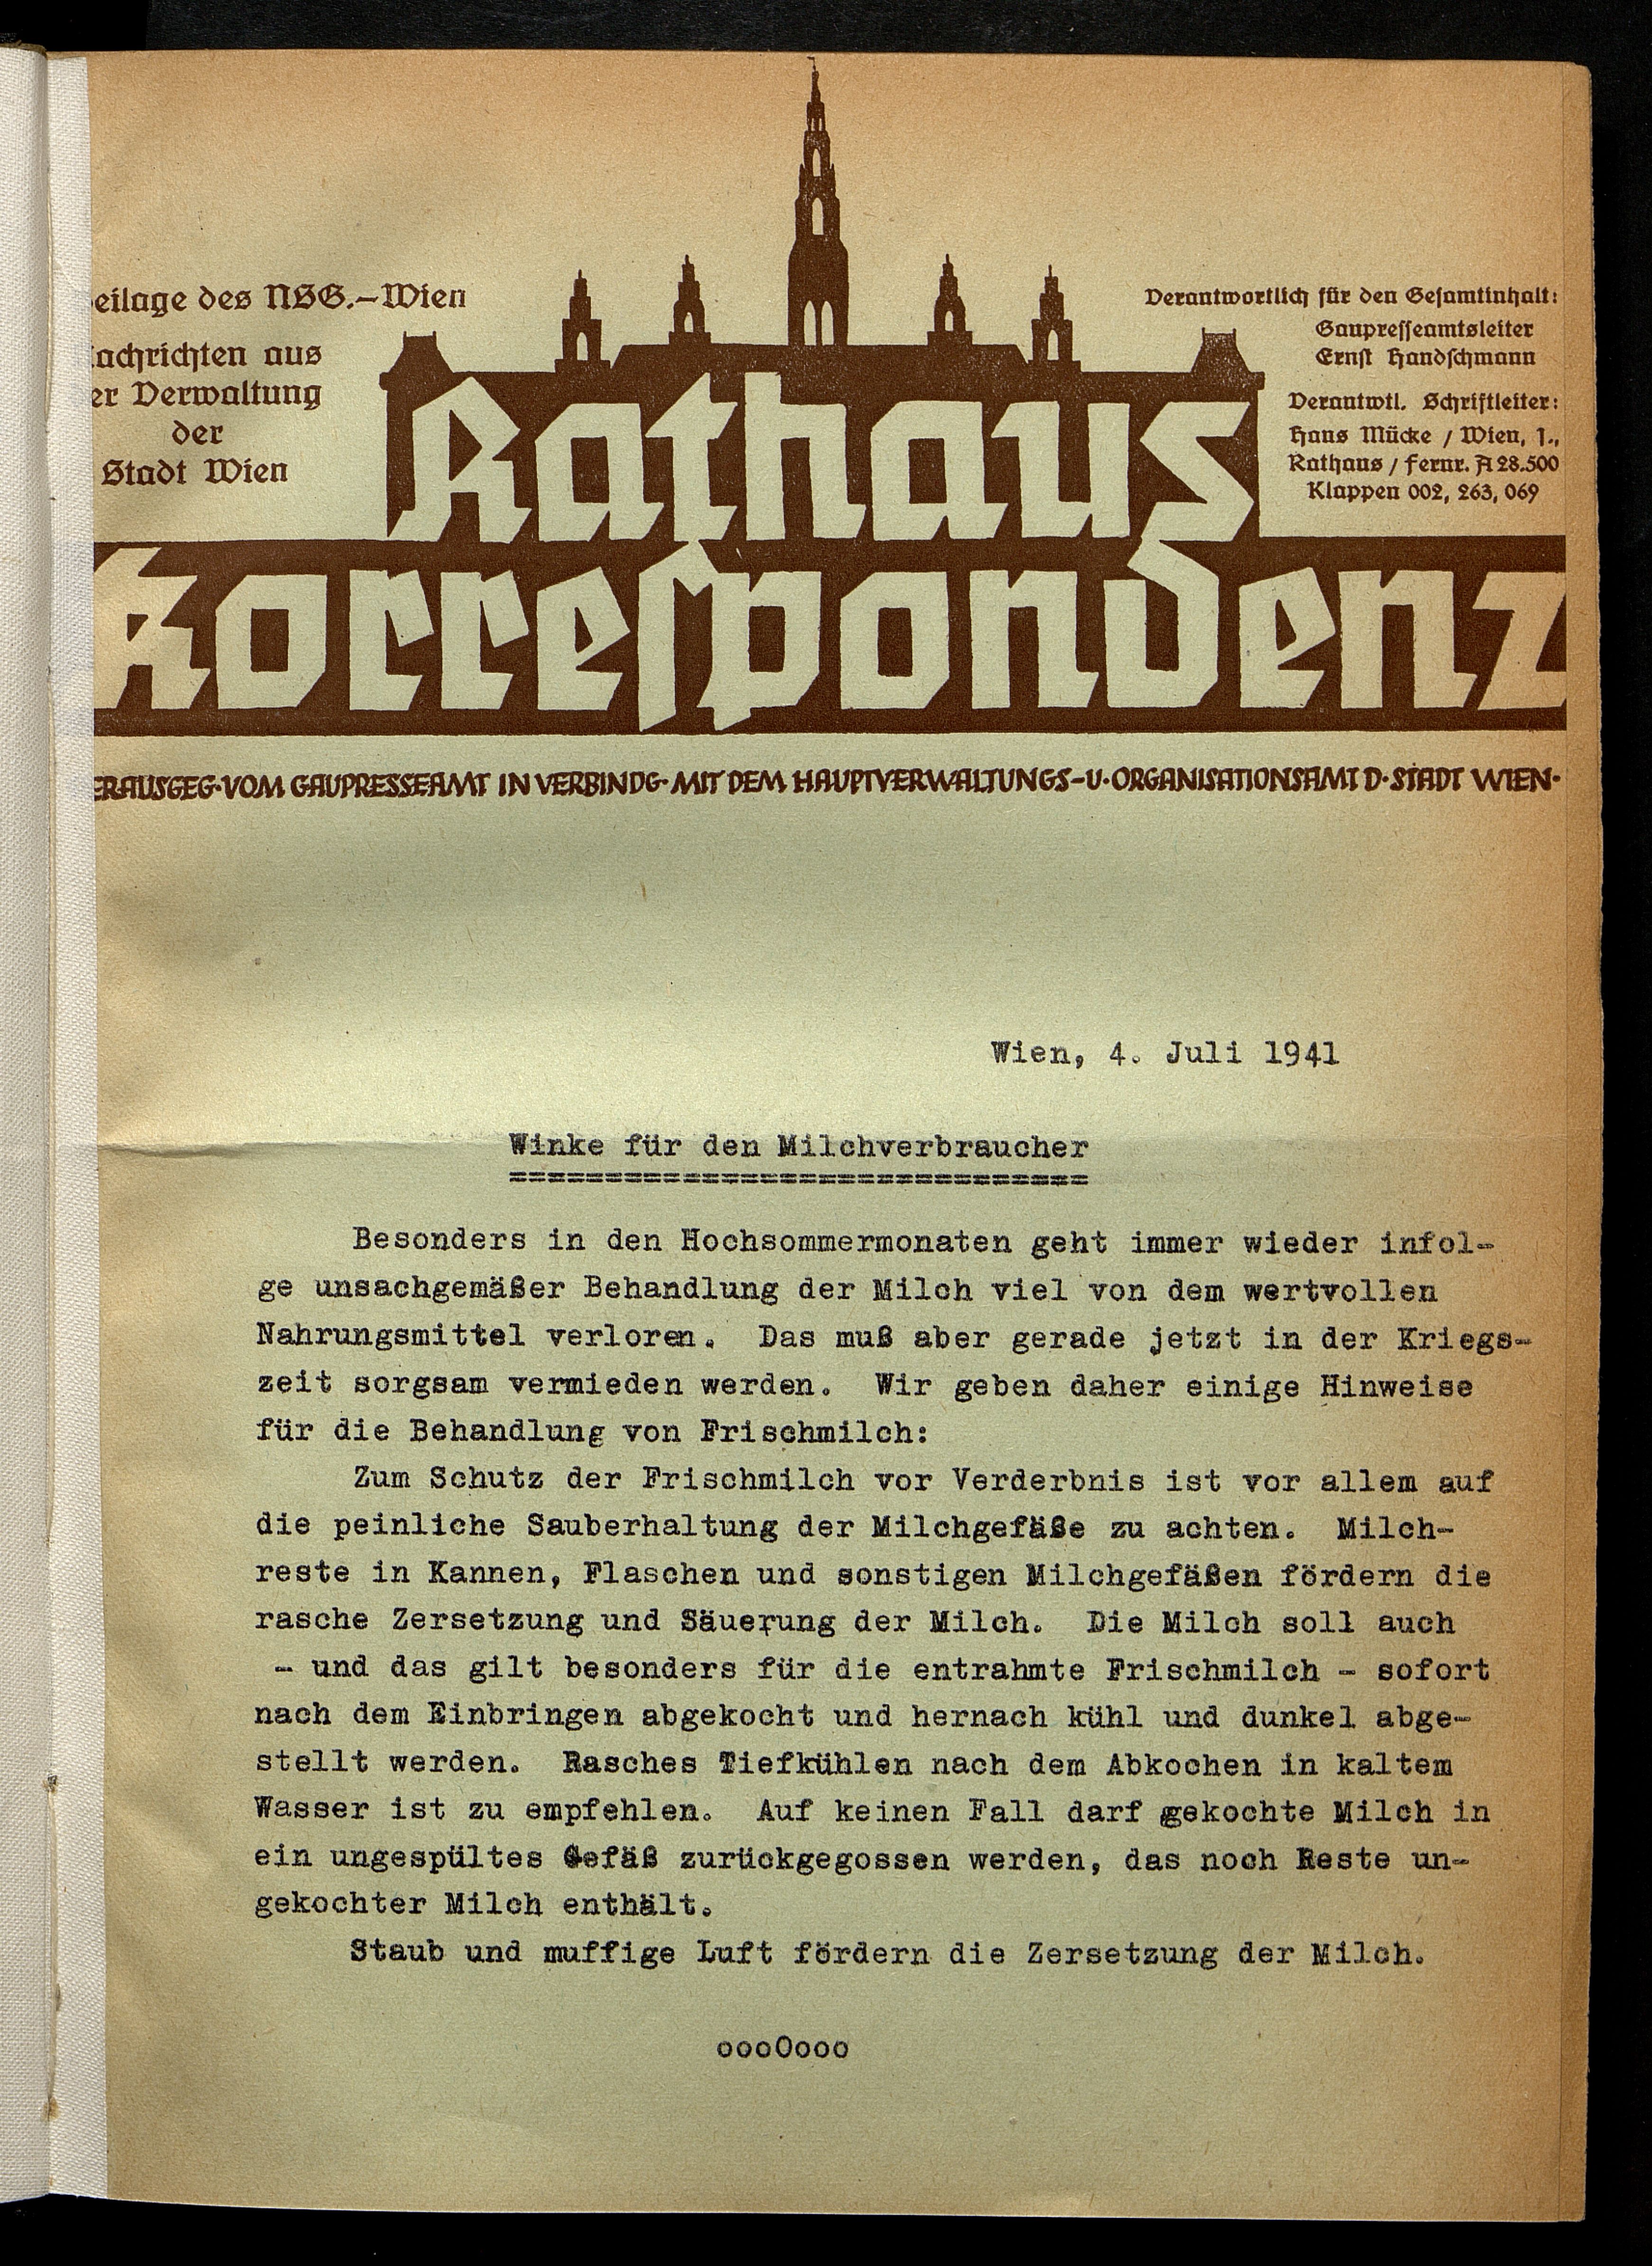 eilage des NSG.-Wien
achrichten aus
er Verwaltung
der
Stadt Wien
Verantwortlich für den Gesamtinhalt:
Gaupresseamtsleiter
Ernst Handschmann
Verantwtl. Schriftleiter:
Hans Mücke / Wien, 1.,
Rathaus / Fernr. A 28.500
Klappen 002, 263, 069
Rathaus
Korrespondenz
ERAUSGEG·VOM GAUPRESSEAMT IN VERBINDG·MIT DEM HAUPTVERWALTUNGS-U·ORGANISATIONSAMT D·STADT WIEN·
Wien, 4. Juli 1941
Winke für den Milchverbraucher
==============================
Besonders in den Hochsommermonaten geht immer wieder infol-
ge unsachgemäßer Behandlung der Milch viel von dem wertvollen
Nahrungsmittel verloren. Das muß aber gerade jetzt in der Kriegs-
zeit sorgsam vermieden werden. Wir geben daher einige Hinweise
für die Behandlung von Frischmilch:
Zum Schutz der Frischmilch vor Verderbnis ist vor allem auf
die peinliche Sauberhaltung der Milchgefäße zu achten. Milch-
reste in Kannen, Flaschen und sonstigen Milchgefäßen fördern die
rasche Zersetzung und Säuerung der Milch. Die Milch soll auch
- und das gilt besonders für die entrahmte Frischmilch - sofort
nach dem Einbringen abgekocht und hernach kühl und dunkel abge-
stellt werden. Rasches Tiefkühlen nach dem Abkochen in kaltem
Wasser ist zu empfehlen. Auf keinen Fall darf gekochte Milch in
ein ungespültes Gefäß zurückgegossen werden, das noch Reste un-
gekochter Milch enthält.
Staub und muffige Luft fördern die Zersetzung der Milch.
oooOooo